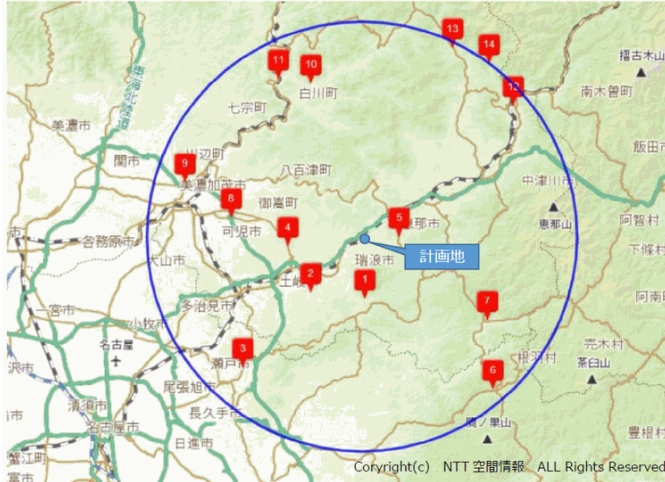 13
14
摺古木山
11
10
12
南木曽町
東海北陸道
白川町
七宗町
美濃市
飯田市
関市
川辺町
9
八百津町
美濃加茂市
中津川市
8
御嵩町
5
恵那市
阿智村
可児市
4
恵那山
各務原市
計画地
下條村
犬山市
瑞浪市
2
土岐
1
阿南町
多治見市
7
一宮市
小牧市
名古屋
3
売木村
瀬戸市
根羽村
茶臼山
6
尾張旭市
清須市
長久手市
名古屋市
豊根村
日進市
蟹江町
Coryright(c) NTT 空間情報 ALL Rights Reserved